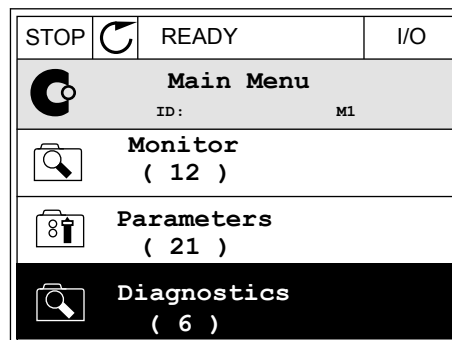 STOP READY I/O
Main Menu
ID: M1
Monitor
( 12 )
Parameters
( 21 )
Diagnostics
( 6 )